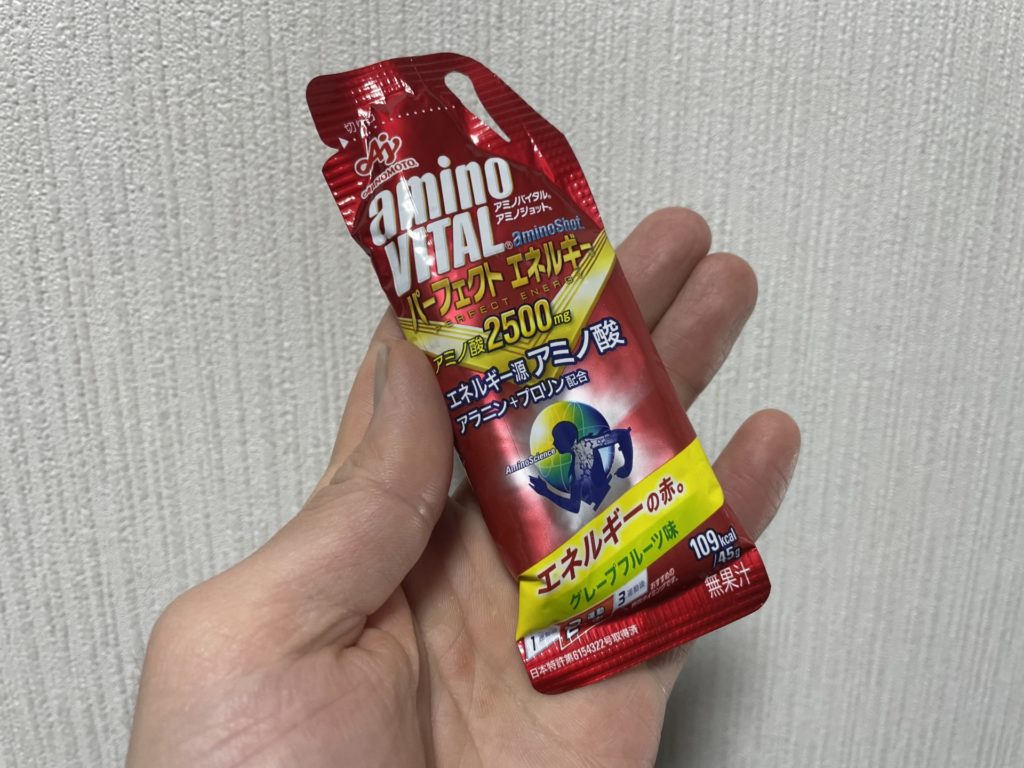 Aj
AJINOMOTO
amino
VITAL®
アミノバイタル®
アミノショット®
aminoShot®
パーフェクト エネルギー
PERFECT ENERGY
アミノ酸2500mg
エネルギー源 アミノ酸
アラニン+プロリン配合
AminoScience
エネルギーの赤。
グレープフルーツ味
109kcal
/45g
無果汁
日本特許第6154322号取得済